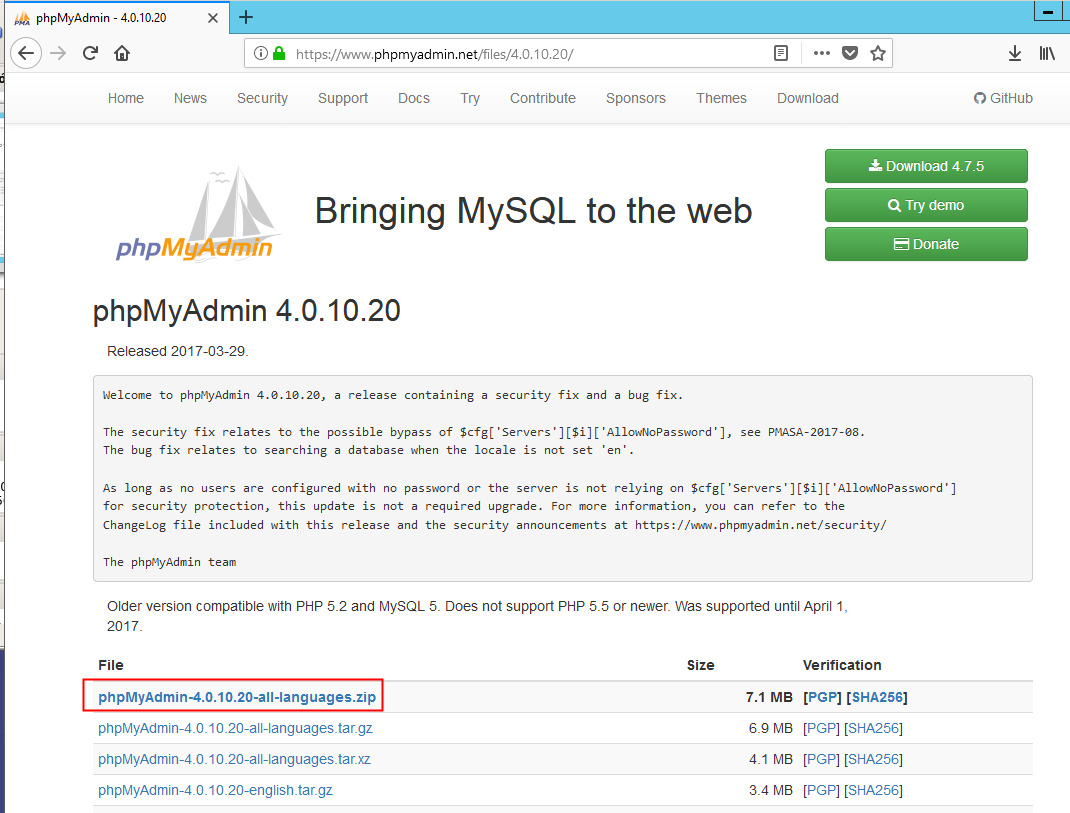 phpMyAdmin - 4.0.10.20
https://www.phpmyadmin.net/files/4.0.10.20/
Home News Security Support Docs Try Contribute Sponsors Themes Download GitHub
phpMyAdmin
Bringing MySQL to the web
Download 4.7.5
Try demo
Donate
phpMyAdmin 4.0.10.20
Released 2017-03-29.
Welcome to phpMyAdmin 4.0.10.20, a release containing a security fix and a bug fix.
The security fix relates to the possible bypass of $cfg['Servers'][$i]['AllowNoPassword'], see PMASA-2017-08.
The bug fix relates to searching a database when the locale is not set 'en'.
As long as no users are configured with no password or the server is not relying on $cfg['Servers'][$i]['AllowNoPassword']
for security protection, this update is not a required upgrade. For more information, you can refer to the
ChangeLog file included with this release and the security announcements at https://www.phpmyadmin.net/security/
The phpMyAdmin team
Older version compatible with PHP 5.2 and MySQL 5. Does not support PHP 5.5 or newer. Was supported until April 1,
2017.
File Size Verification
phpMyAdmin-4.0.10.20-all-languages.zip 7.1 MB [PGP] [SHA256]
phpMyAdmin-4.0.10.20-all-languages.tar.gz 6.9 MB [PGP] [SHA256]
phpMyAdmin-4.0.10.20-all-languages.tar.xz 4.1 MB [PGP] [SHA256]
phpMyAdmin-4.0.10.20-english.tar.gz 3.4 MB [PGP] [SHA256]